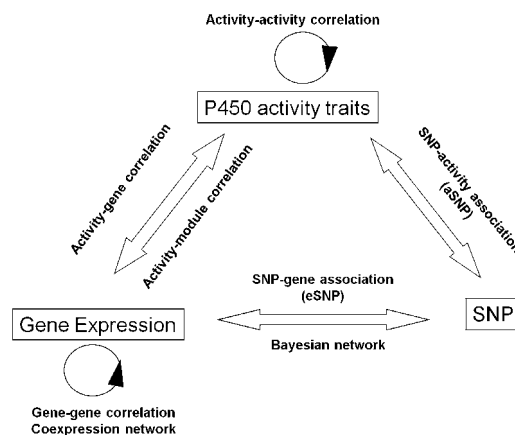 Activity-activity correlation
P450 activity traits
Activity-gene correlation
Activity-module correlation
SNP-activity association
(aSNP)
SNP-gene association
(eSNP)
Bayesian network
Gene Expression
SNP
Gene-gene correlation
Coexpression network